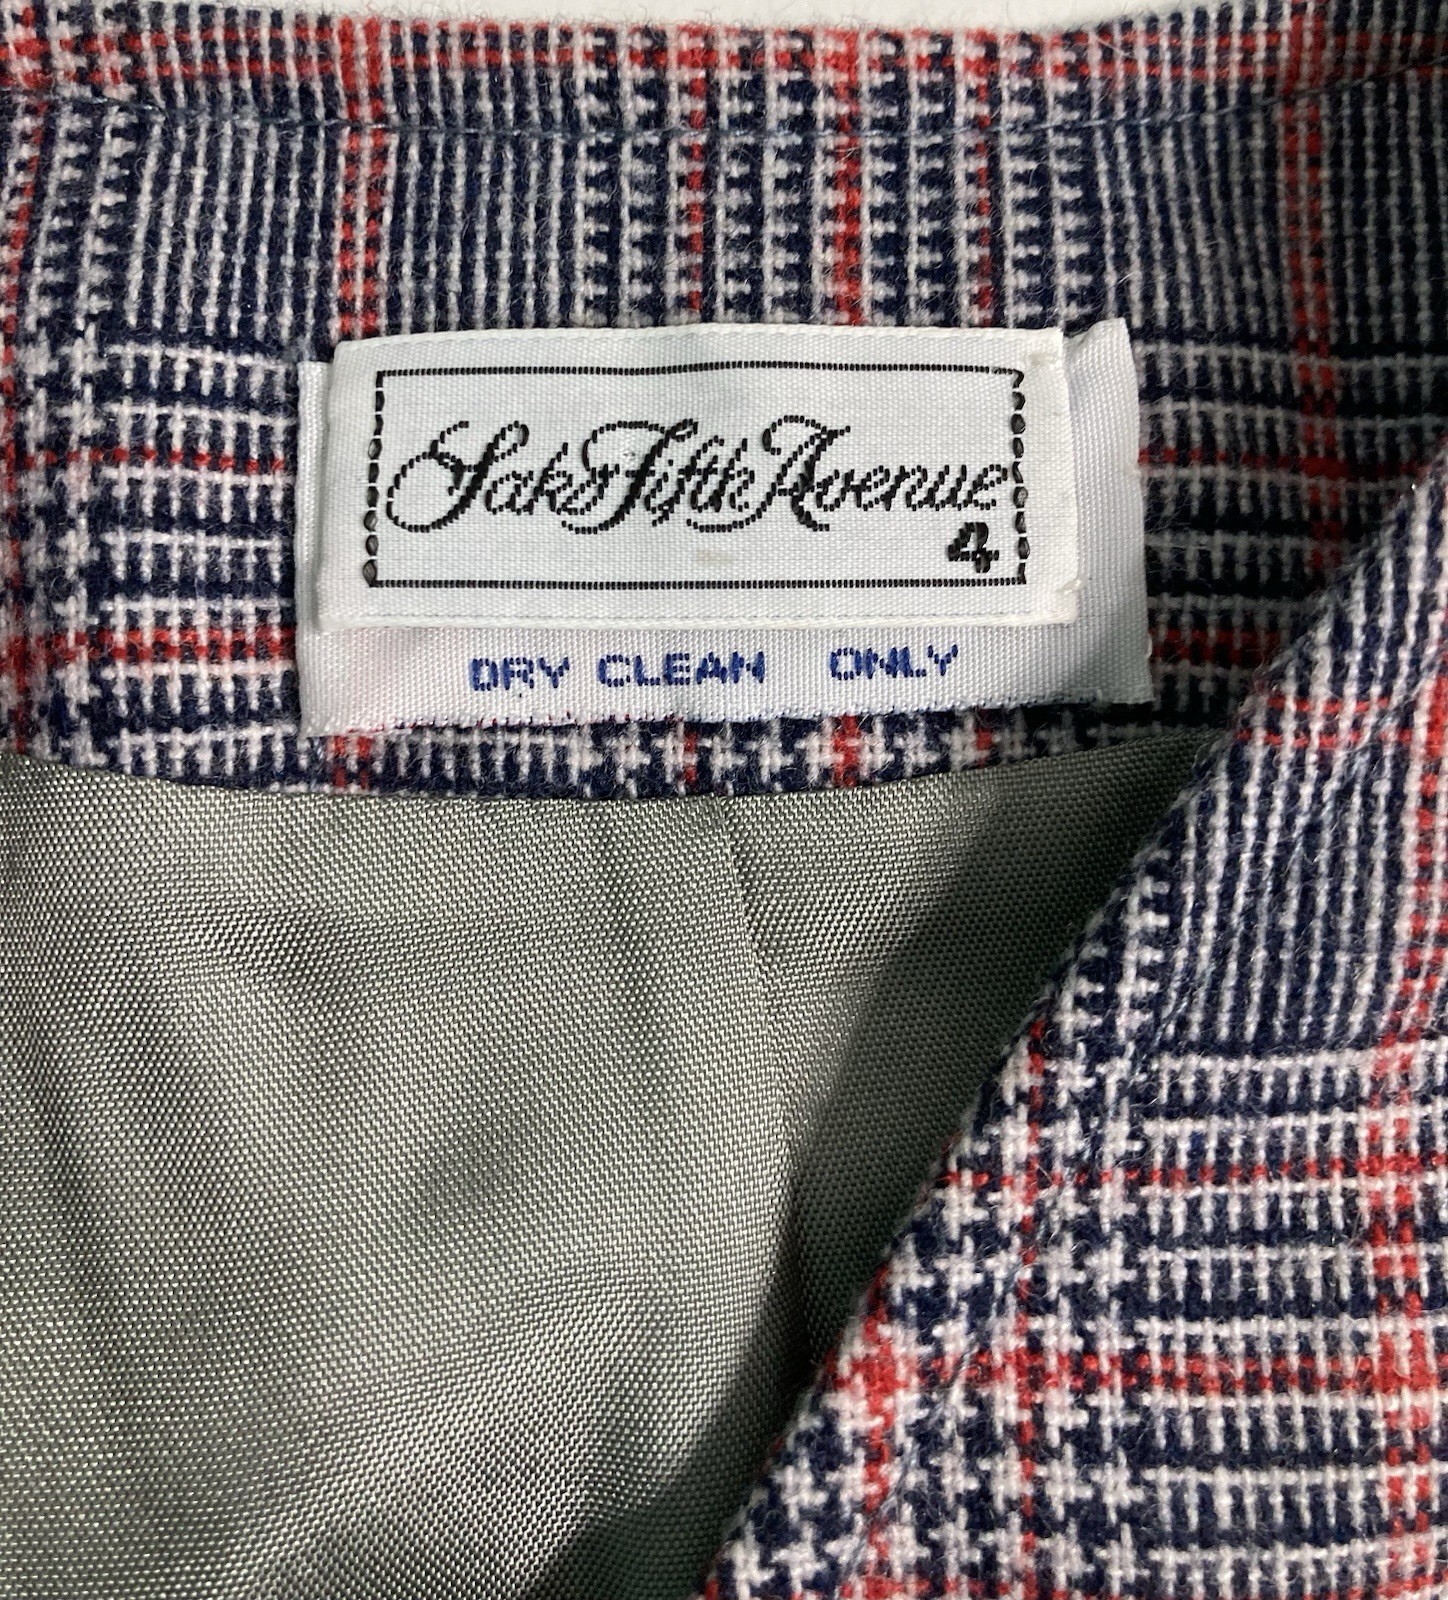 Saks Fifth Avenue
4
DRY CLEAN ONLY